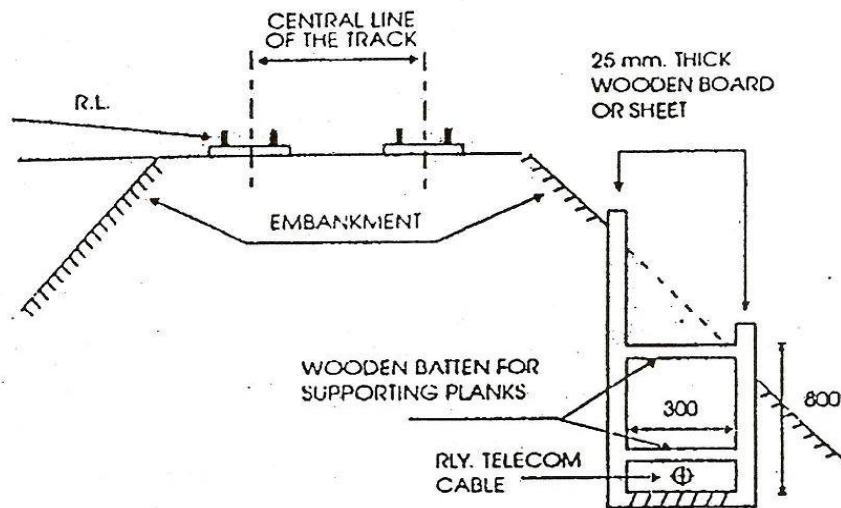 CENTRAL LINE
OF THE TRACK
25 mm. THICK
WOODEN BOARD
OR SHEET
R.L.
EMBANKMENT
WOODEN BATTEN FOR
SUPPORTING PLANKS
300
800
RLY. TELECOM
CABLE